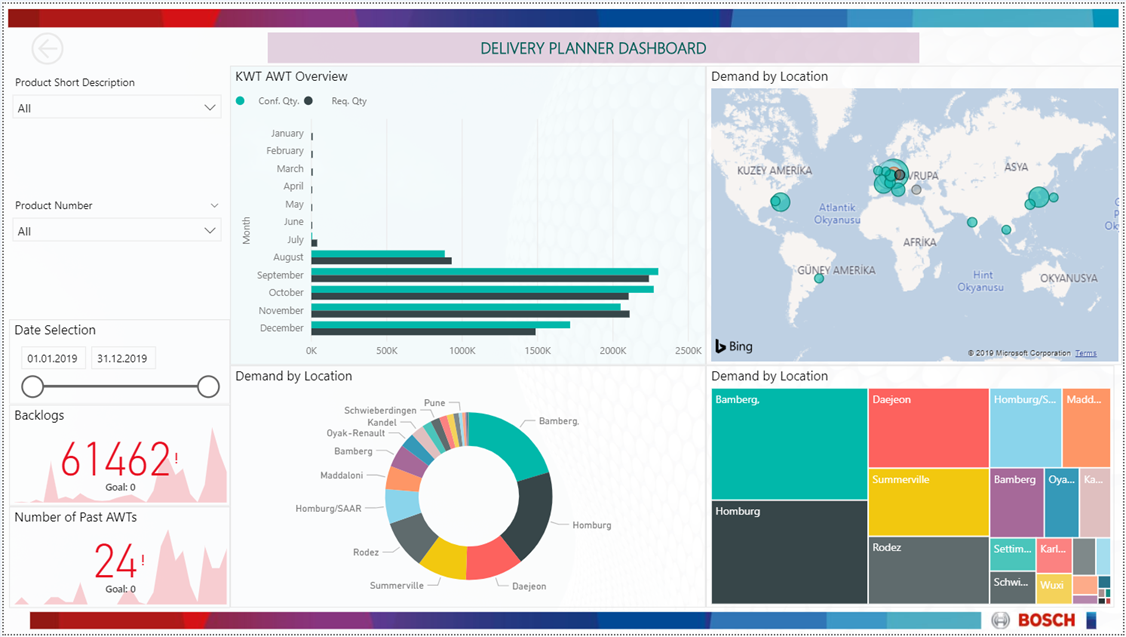 DELIVERY PLANNER DASHBOARD
Product Short Description
All
Product Number
All
Date Selection
01.01.2019 31.12.2019
Backlogs
61462!
Goal: 0
Number of Past AWTs
24!
Goal: 0
KWT AWT Overview
Conf. Qty. Req. Qty
Month
January
February
March
April
May
June
July
August
September
October
November
December
0K 500K 1000K 1500K 2000K 2500K
Demand by Location
KUZEY AMERİKA
AVRUPA
ASYA
Atlantik
Okyanusu
AFRİKA
GÜNEY AMERİKA
Hint
Okyanusu
OKYANUSYA
Bing
© 2019 Microsoft Corporation Terms
Demand by Location
Pune
Schwieberdingen
Kandel
Oyak-Renault
Bamberg
Maddaloni
Homburg/SAAR
Rodez
Summerville
Daejeon
Homburg
Bamberg,
Demand by Location
Bamberg,
Homburg
Daejeon
Summerville
Rodez
Homburg/S...
Madd...
Bamberg
Oya...
Ka...
Settim...
Karl...
Schwi...
Wuxi
BOSCH